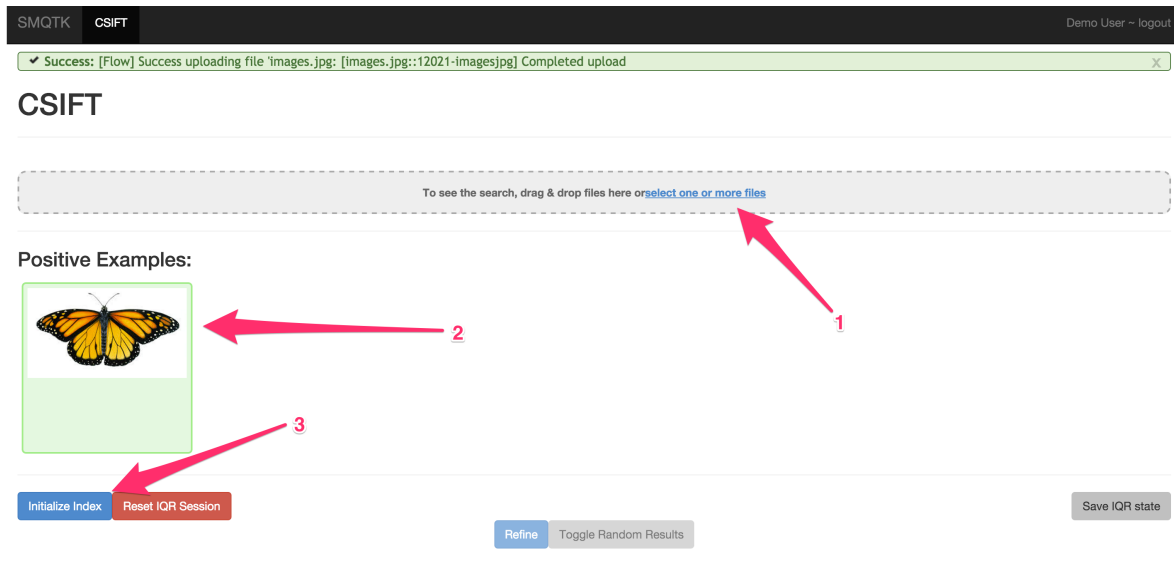 SMQTK CSIFT Demo User ~ logout
✔ Success: [Flow] Success uploading file 'images.jpg: [images.jpg::12021-imagesjpg] Completed upload x
CSIFT
To see the search, drag & drop files here orselect one or more files
Positive Examples:
1
2
3
Initialize Index Reset IQR Session Save IQR state
Refine Toggle Random Results